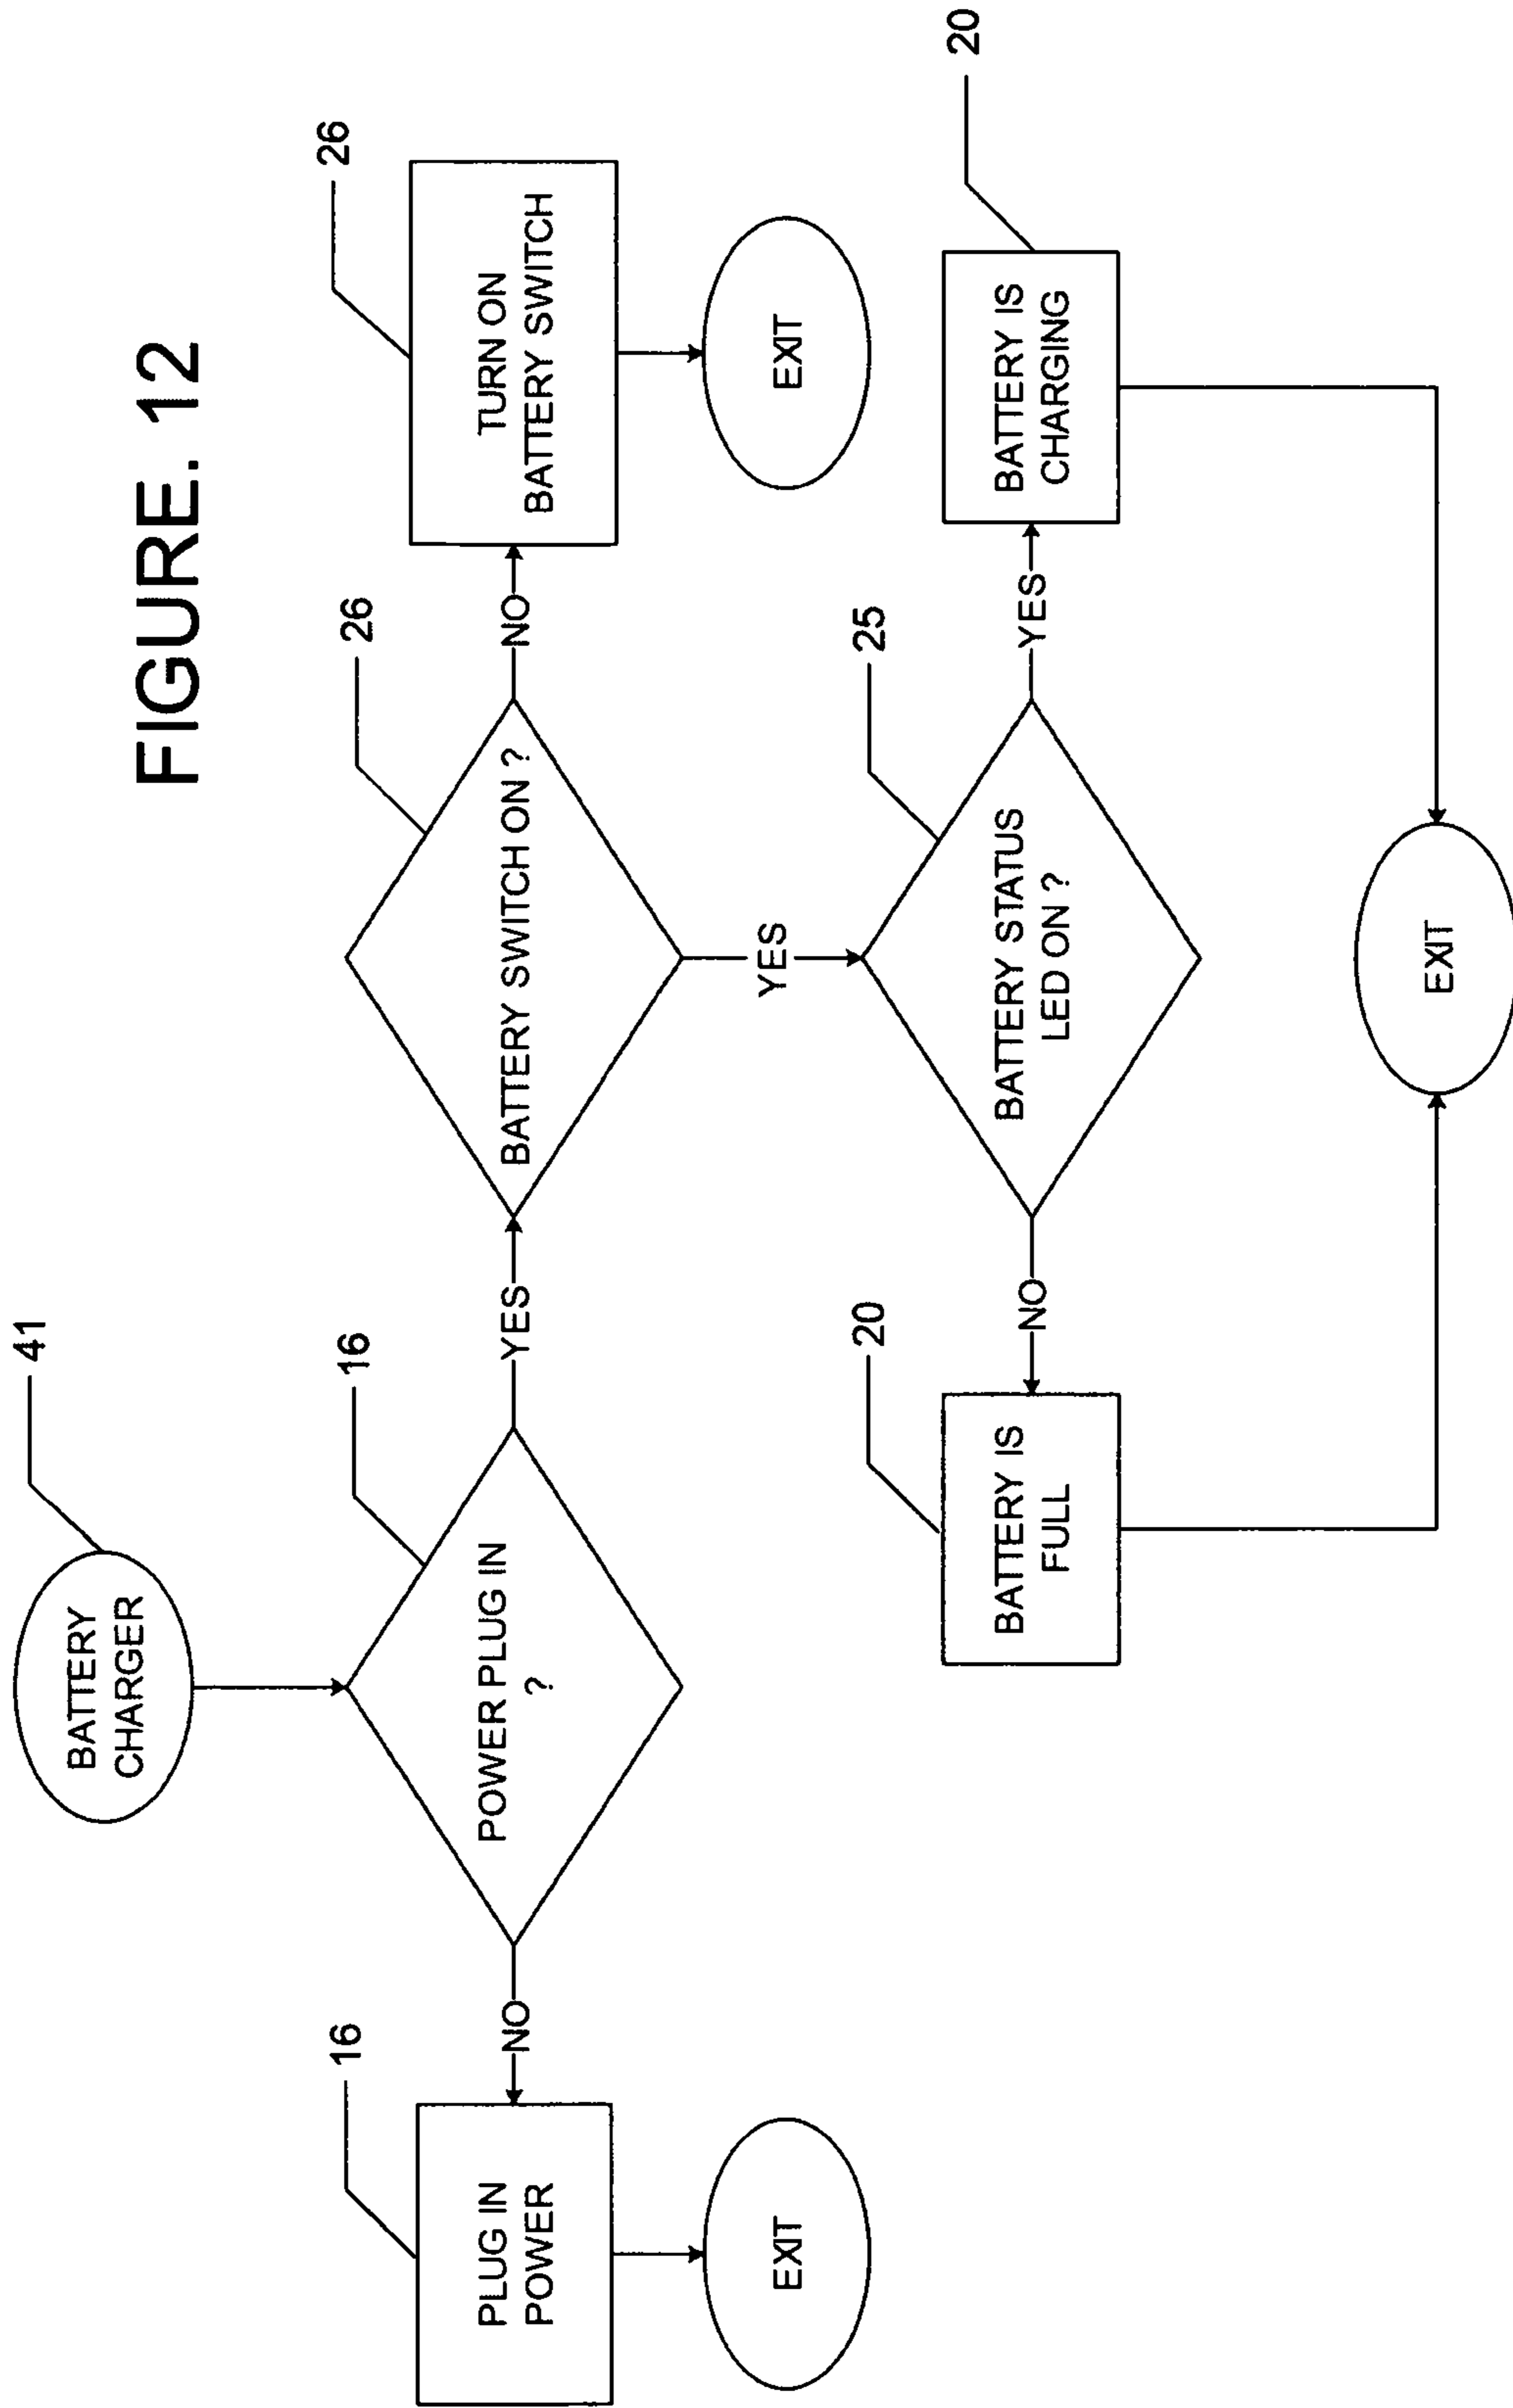 FIGURE. 12
41
BATTERY
CHARGER
16
POWER PLUG IN
?
NO
16
PLUG IN
POWER
EXIT
YES
26
BATTERY SWITCH ON ?
NO
26
TURN ON
BATTERY SWITCH
EXIT
YES
25
BATTERY STATUS
LED ON ?
NO
20
BATTERY IS
FULL
YES
20
BATTERY IS
CHARGING
EXIT